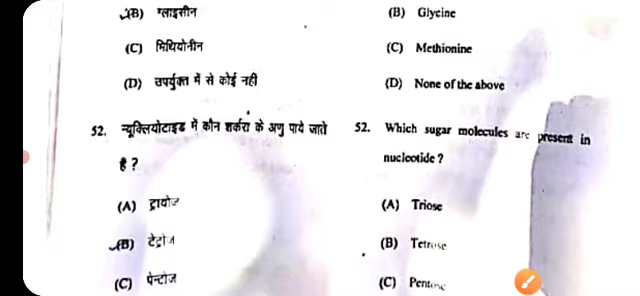 (B) ग्लाइसीन
(C) मिथियोनीन
(D) उपर्युक्त में से कोई नही
52. न्यूक्लियोटाइड में कौन शर्करा के अणु पाये जाते
है ?
(A) ट्रायोज
(B) टेट्रोज
(C) पेन्टोज
(B) Glycine
(C) Methionine
(D) None of the above
52. Which sugar molecules are present in
nucleotide ?
(A) Triose
(B) Tetrose
(C) Pentose